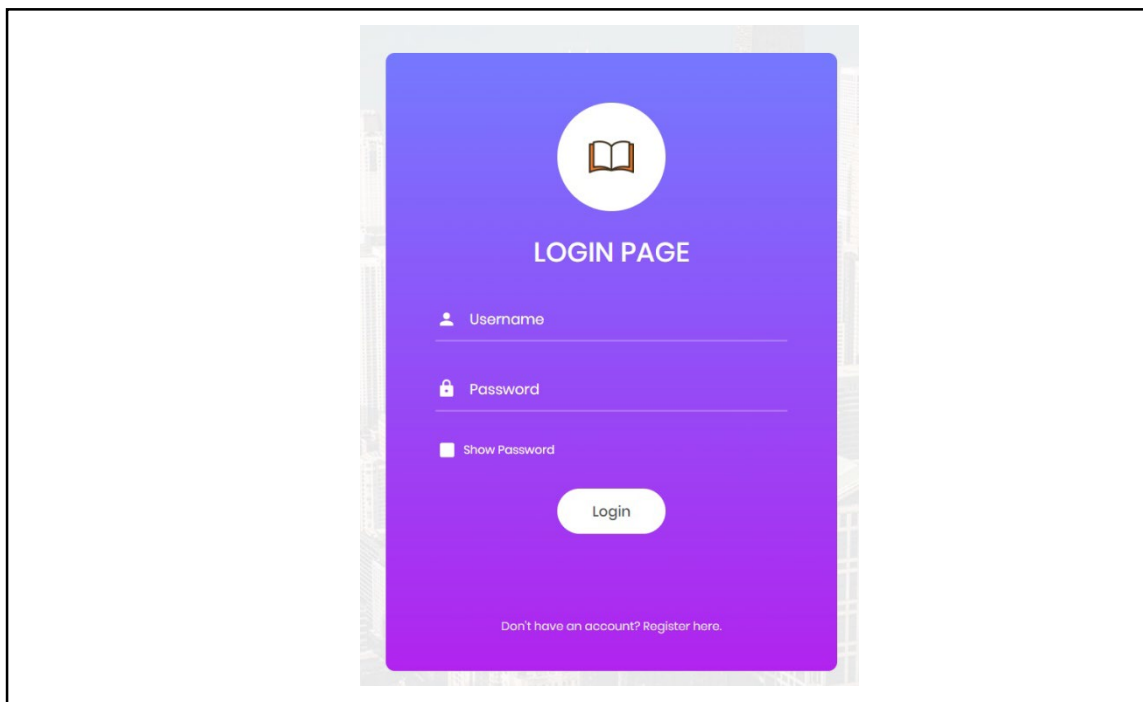 LOGIN PAGE
Username
Password
Show Password
Login
Don't have an account? Register here.